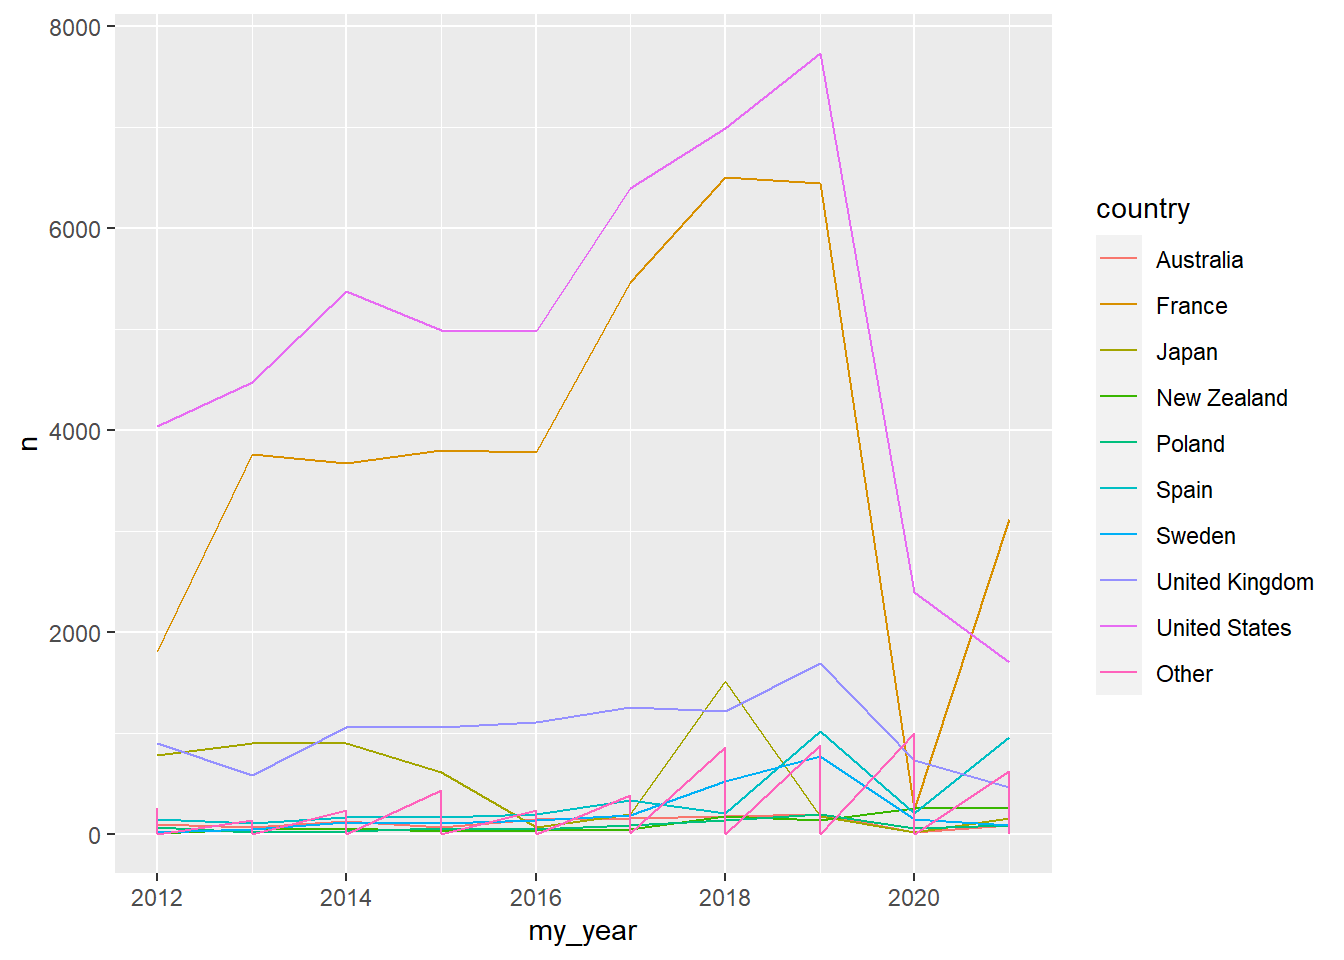 8000
6000
4000
2000
0
n
2012
2014
2016
2018
2020
my_year
country
Australia
France
Japan
New Zealand
Poland
Spain
Sweden
United Kingdom
United States
Other